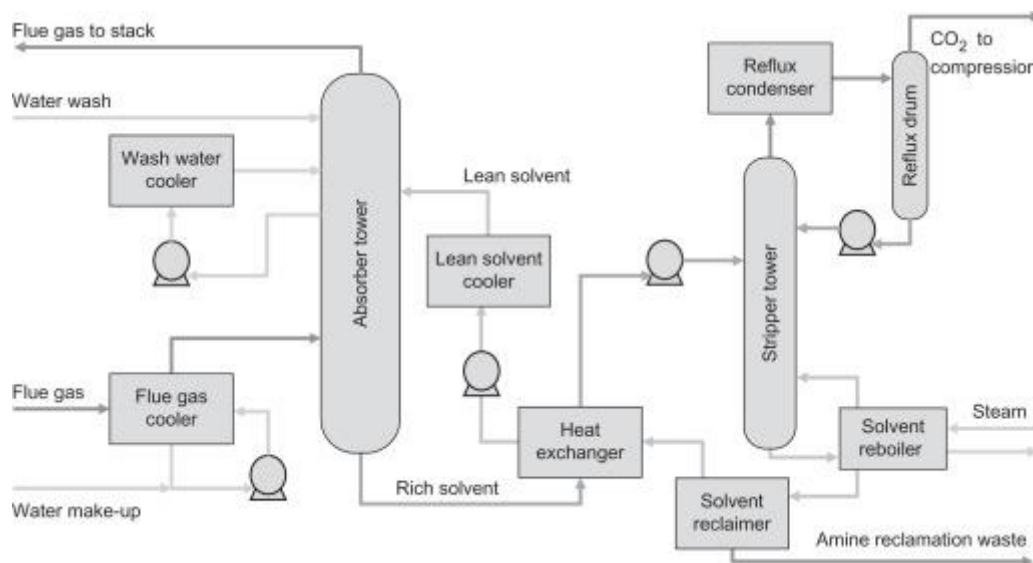 Flue gas to stack
Water wash
Wash water
cooler
Absorber tower
Lean solvent
Lean solvent
cooler
Reflux
condenser
Reflux drum
CO₂ to
compression
Stripper tower
Flue gas
Flue gas
cooler
Water make-up
Rich solvent
Heat
exchanger
Solvent
reboiler
Steam
Solvent
reclaimer
Amine reclamation waste